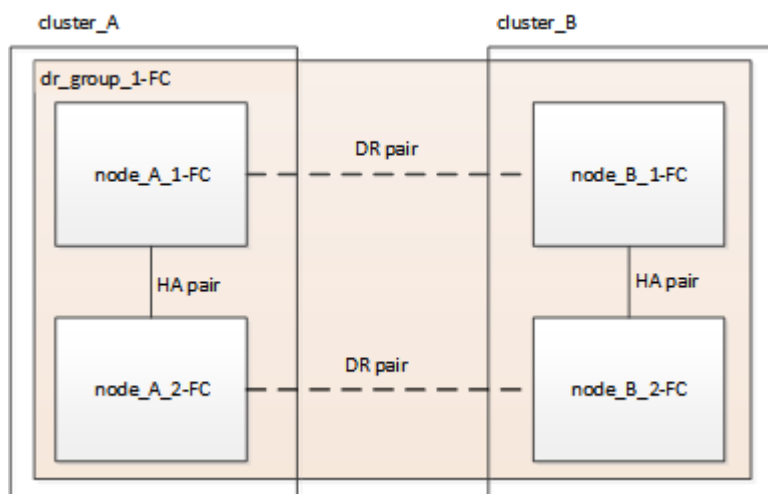 cluster_A
cluster_B
dr_group_1-FC
node_A_1-FC
DR pair
node_B_1-FC
HA pair
HA pair
node_A_2-FC
DR pair
node_B_2-FC